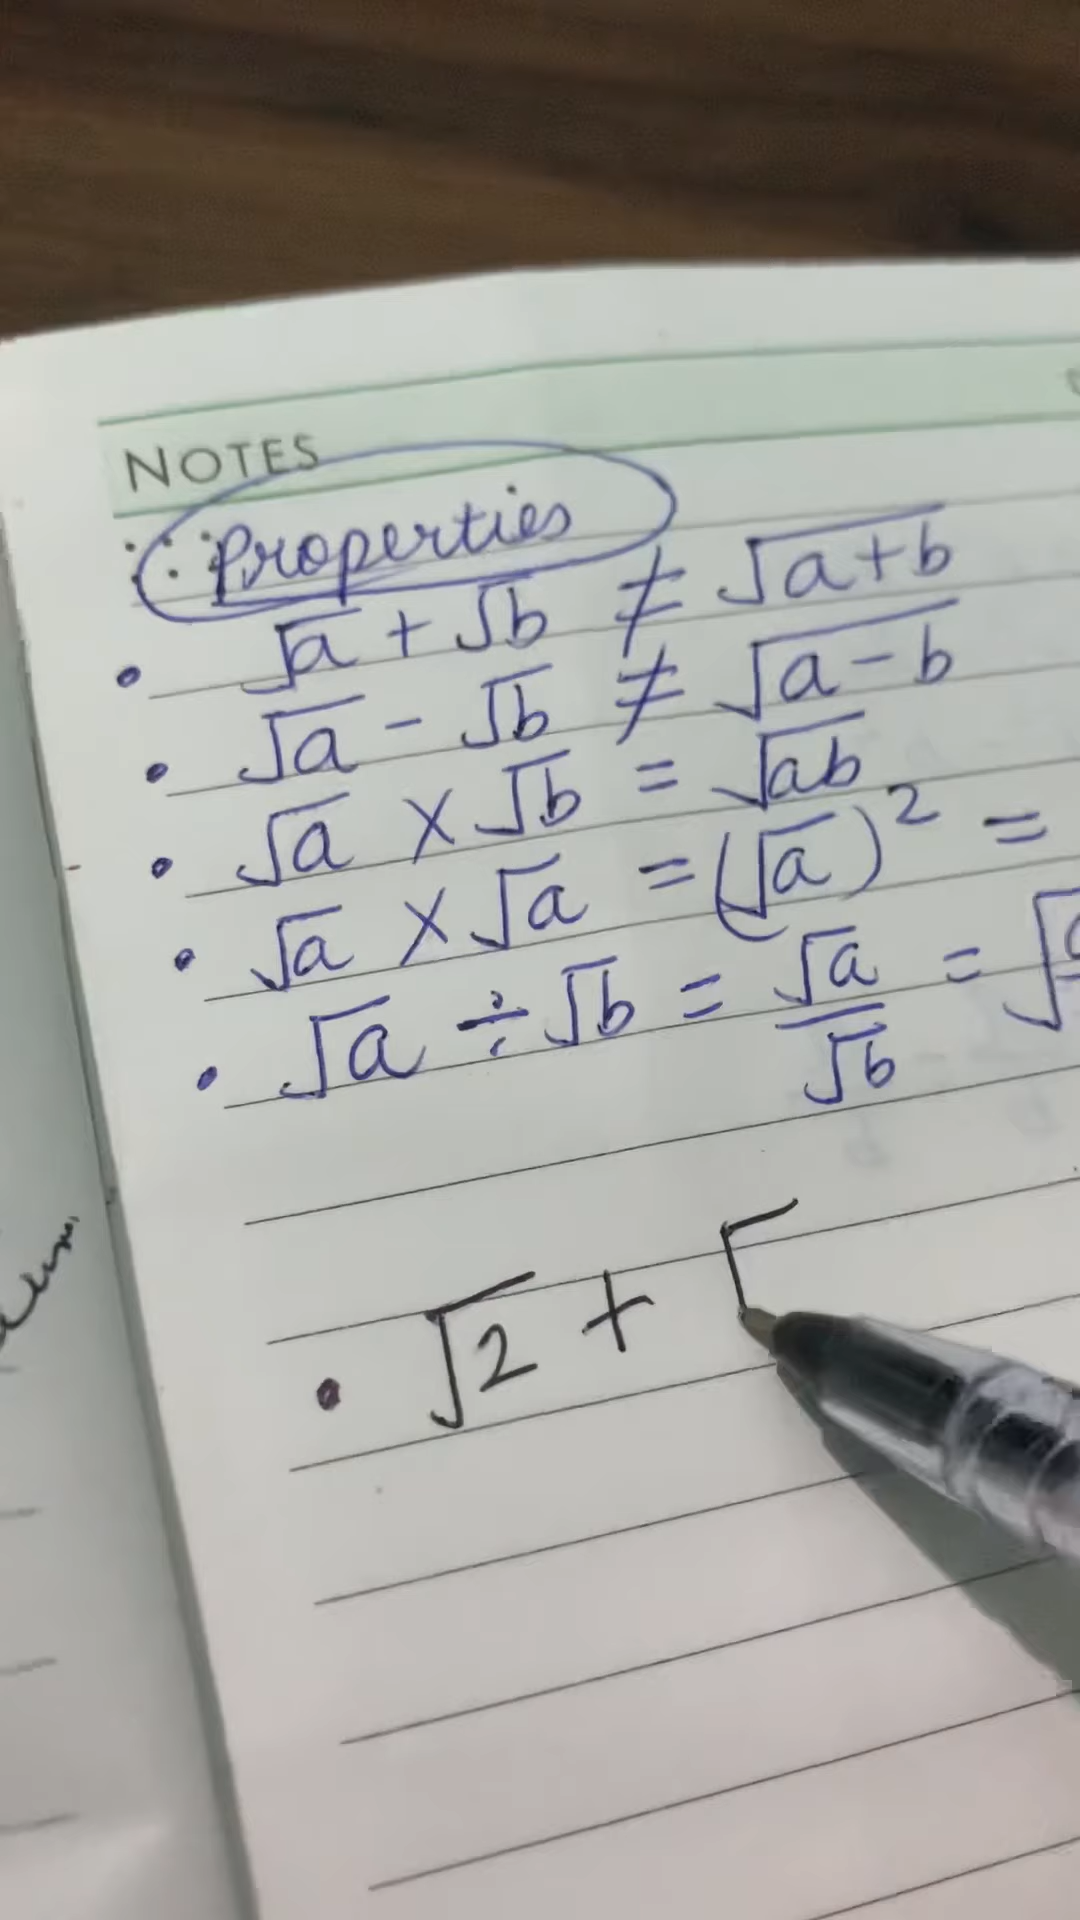 NOTES
Properties
• √a + √b ≠ √(a+b)
• √a - √b ≠ √(a-b)
• √a × √b = √(ab)
• √a × √a = (√a)² =
• √a ÷ √b = √a/√b = √
• √2 + √